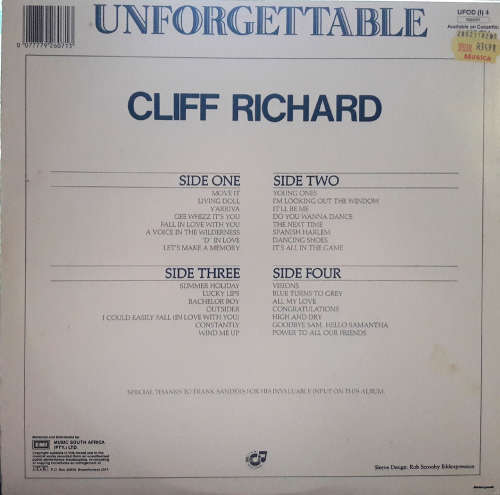 UNFORGETTABLE
UFOD (I) 4
Available on Cassette
MUSICA
CLIFF RICHARD
SIDE ONE
MOVE IT
LIVING DOLL
GEE WHIZZ IT'S YOU
FALL IN LOVE WITH YOU
A VOICE IN THE WILDERNESS
'D' IN LOVE
LET'S MAKE A MEMORY
SIDE TWO
YOUNG ONES
I'M LOOKING OUT THE WINDOW
IT'LL BE ME
DO YOU WANNA DANCE
THE NEXT TIME
SPANISH HARLEM
DANCING SHOES
IT'S ALL IN THE GAME
SIDE THREE
SUMMER HOLIDAY
LUCKY LIPS
BACHELOR BOY
OUTSIDER
I COULD EASILY FALL (IN LOVE WITH YOU)
CONSTANTLY
WIND ME UP
SIDE FOUR
VISIONS
BLUE TURNS TO GREY
ALL MY LOVE
CONGRATULATIONS
HIGH AND DRY
GOODBYE SAM, HELLO SAMANTHA
POWER TO ALL OUR FRIENDS
SPECIAL THANKS TO FRANK SANDERS FOR HIS INVALUABLE INPUT ON THIS ALBUM.
EMI
MUSIC SOUTH AFRICA
(PTY.) LTD.
Sleeve Design: Rob Scrooby